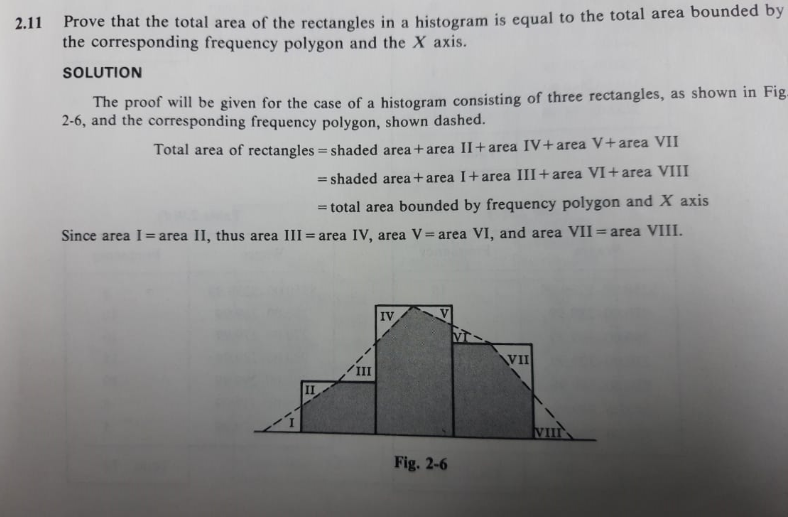 2.11 Prove that the total area of the rectangles in a histogram is equal to the total area bounded by
the corresponding frequency polygon and the X axis.
SOLUTION
The proof will be given for the case of a histogram consisting of three rectangles, as shown in Fig.
2-6, and the corresponding frequency polygon, shown dashed.
Total area of rectangles = shaded area + area II + area IV + area V + area VII
= shaded area + area I + area III + area VI + area VIII
= total area bounded by frequency polygon and X axis
Since area I = area II, thus area III = area IV, area V = area VI, and area VII = area VIII.
IV
V
VI
VII
III
II
I
VIII
Fig. 2-6